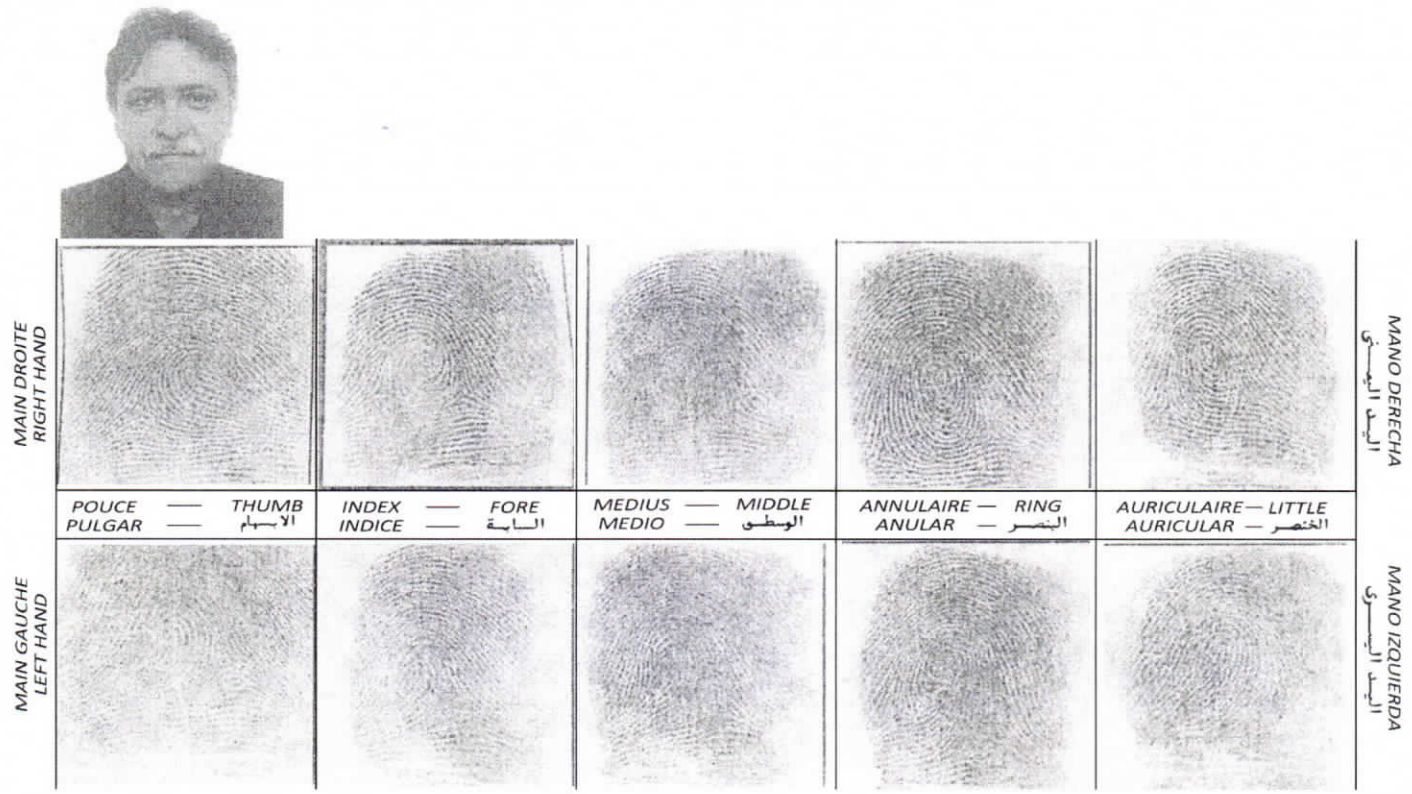 MAIN DROITE
RIGHT HAND
MANO DERECHA
اليد اليمنى
POUCE — THUMB
PULGAR — الابهام
INDEX — FORE
INDICE — السبابة
MEDIUS — MIDDLE
MEDIO — الوسطى
ANNULAIRE — RING
ANULAR — البنصر
AURICULAIRE — LITTLE
AURICULAR — الخنصر
MAIN GAUCHE
LEFT HAND
MANO IZQUIERDA
اليد اليسرى